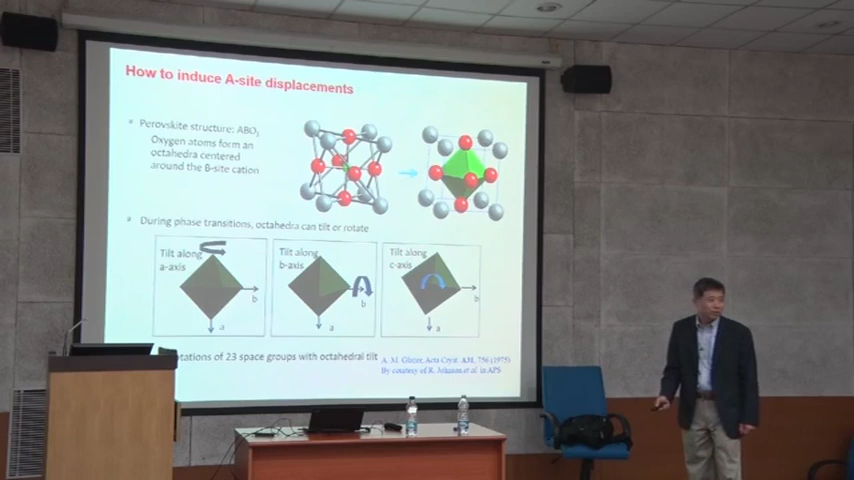 How to induce A-site displacements
Perovskite structure: ABO3
Oxygen atoms form an
octahedra centered
around the B-site cation
During phase transitions, octahedra can tilt or rotate
Tilt along
a-axis
b
a
Tilt along
b-axis
b
a
Tilt along
c-axis
b
a
tations of 23 space groups with octahedral tilt
A. M. Glazer, Acta Cryst. A31, 756 (1975)
By courtesy of R. Johnson et al. in APS